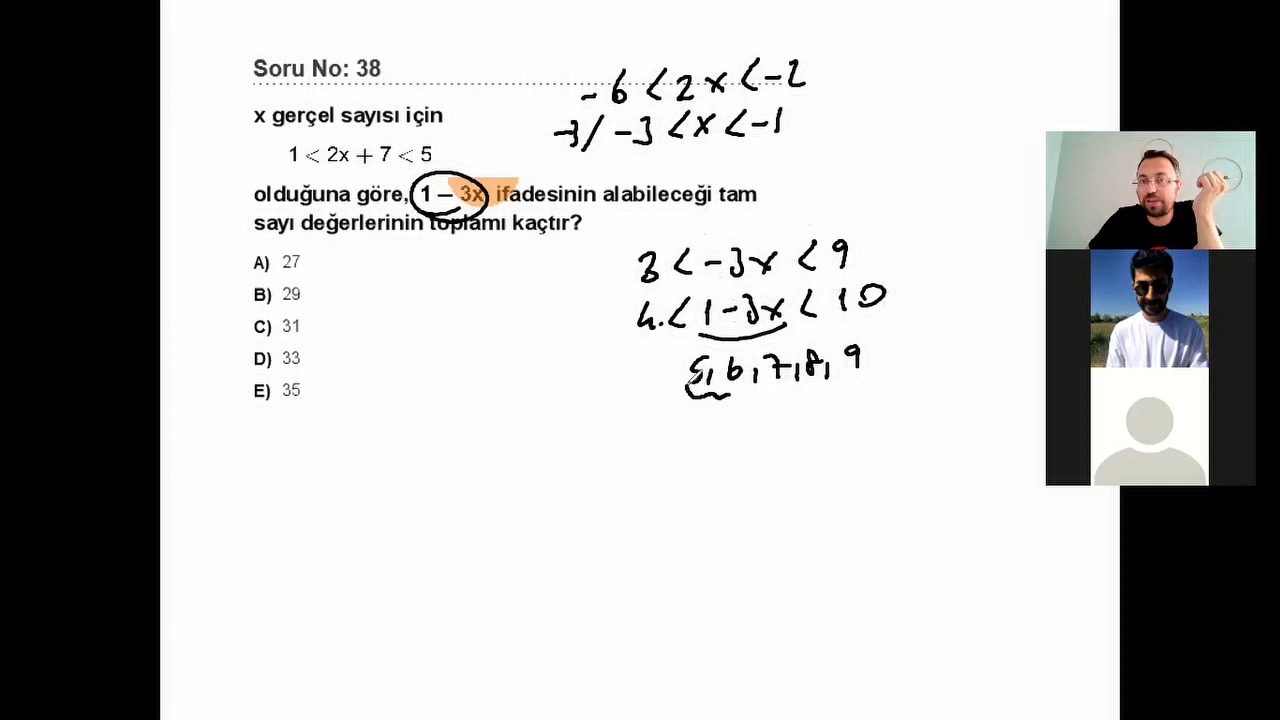 Soru No: 38
x gerçel sayısı için
1 < 2x + 7 < 5
olduğuna göre, 1 – 3x ifadesinin alabileceği tam
sayı değerlerinin toplamı kaçtır?
A) 27
B) 29
C) 31
D) 33
E) 35
-6 < 2x < -2
-3/ -3 < x < -1
3 < -3x < 9
4 < 1-3x < 10
5, 6, 7, 8, 9